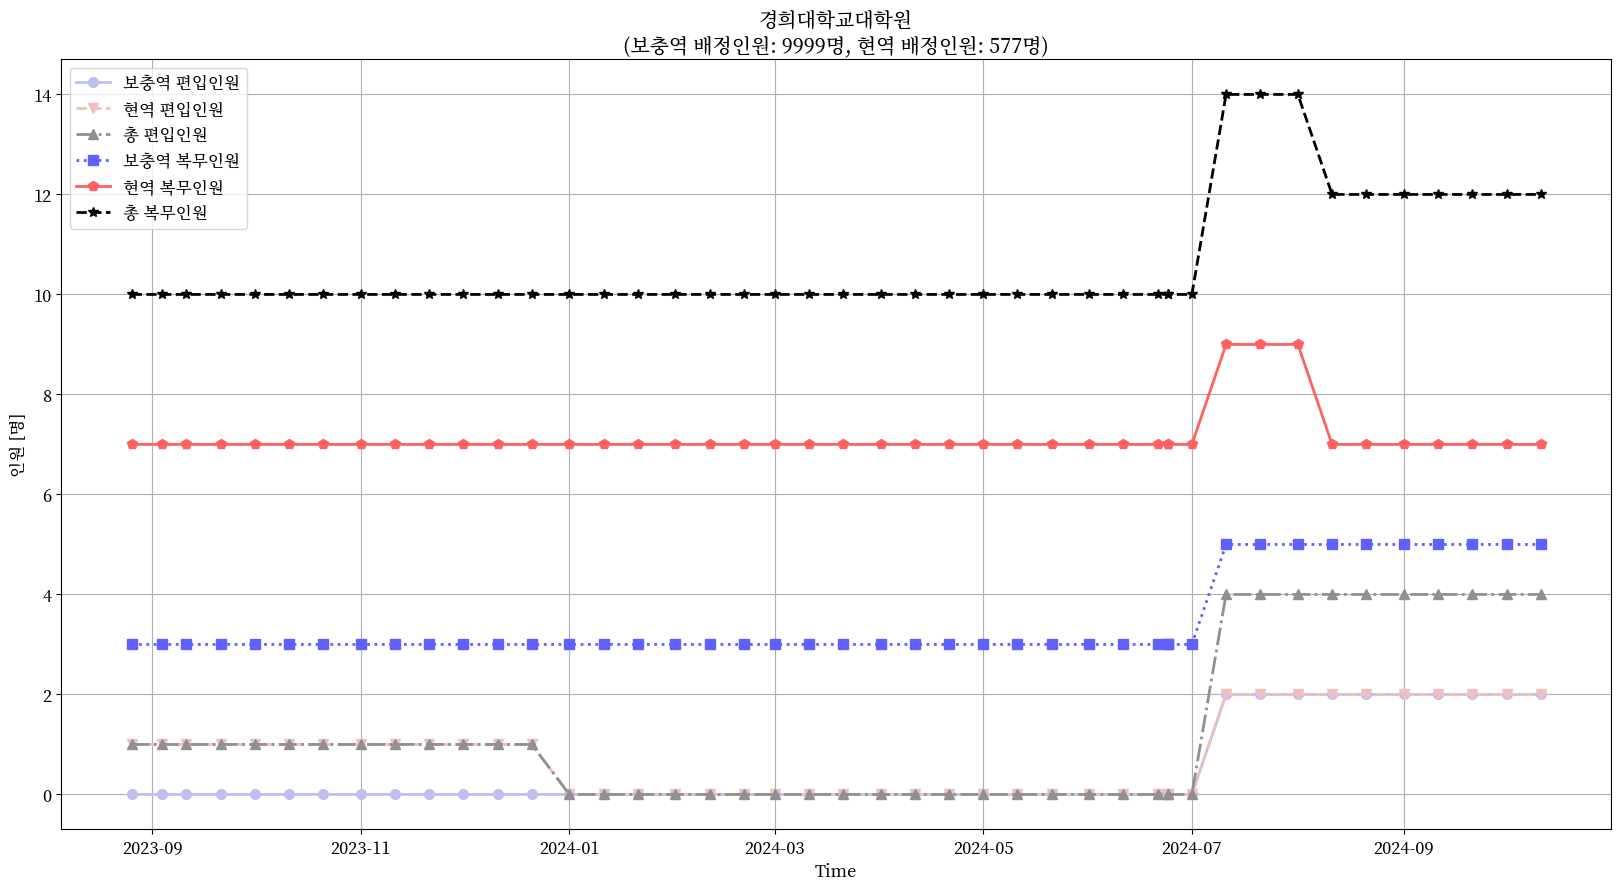 경희대학교대학원
(보충역 배정인원: 9999명, 현역 배정인원: 577명)
보충역 편입인원
현역 편입인원
총 편입인원
보충역 복무인원
현역 복무인원
총 복무인원
인원 [명]
14
12
10
8
6
4
2
0
2023-09
2023-11
2024-01
2024-03
2024-05
2024-07
2024-09
Time